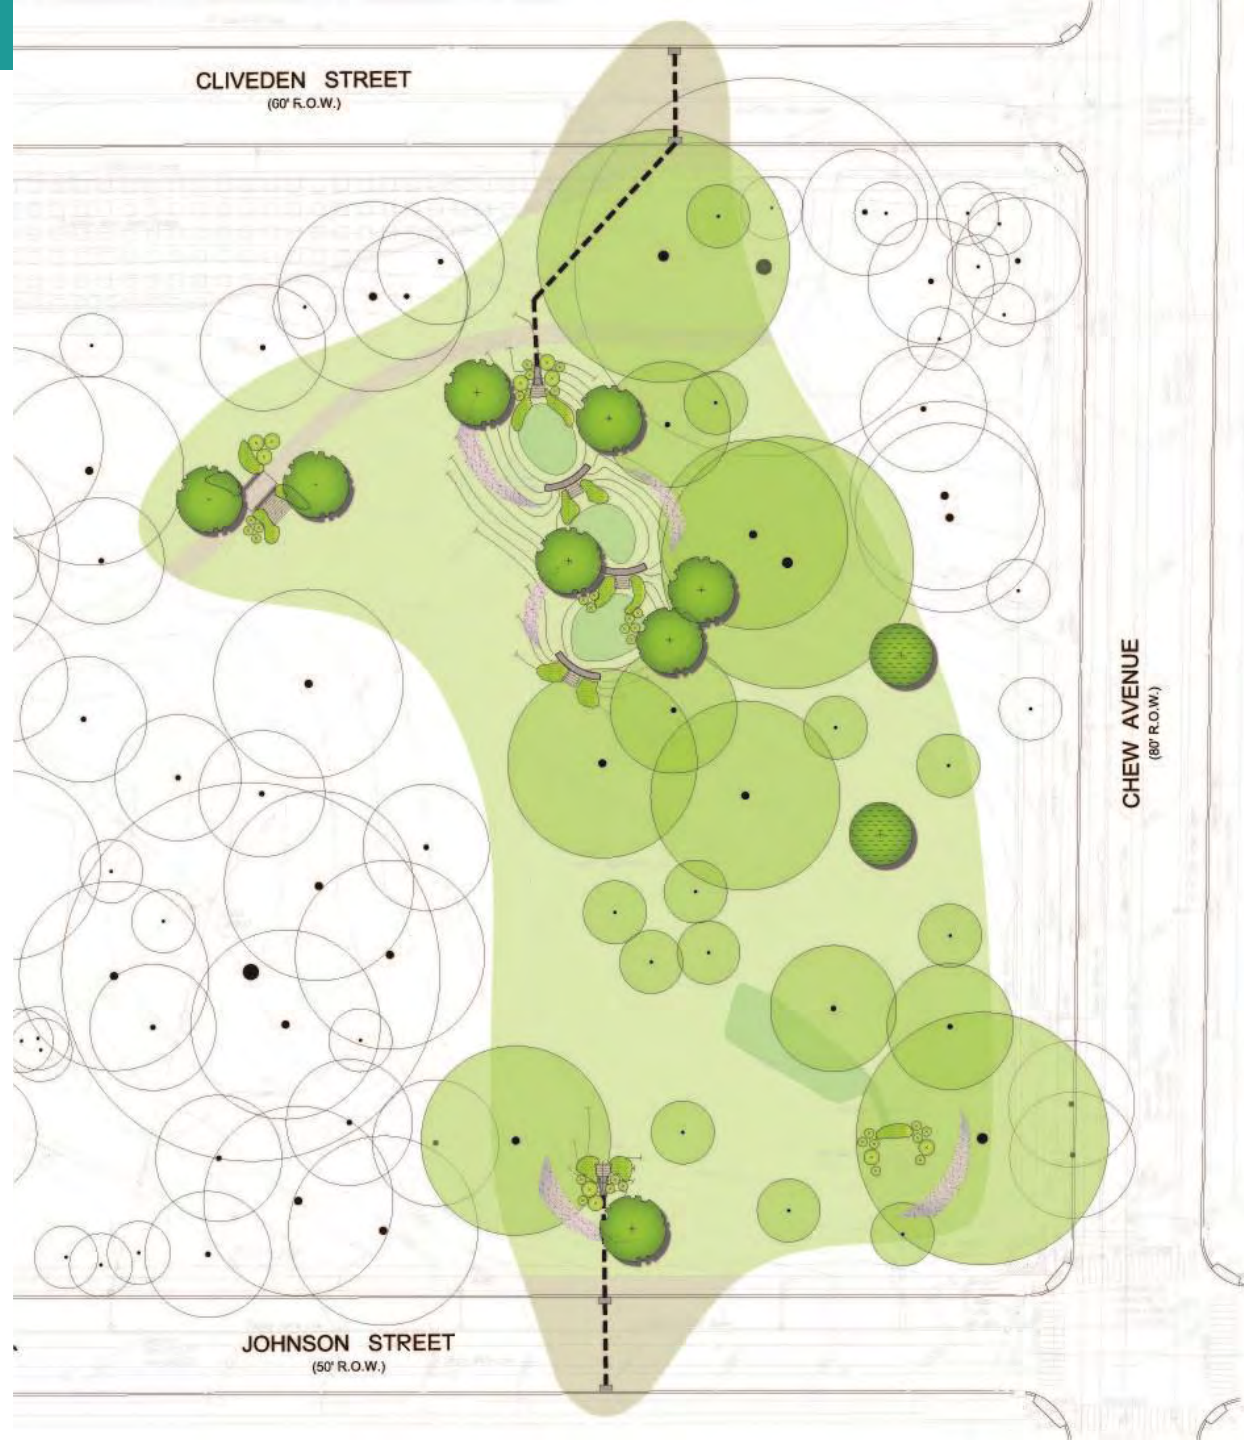 CLIVEDEN STREET
(60' R.O.W.)
CHEW AVENUE
(80' R.O.W.)
JOHNSON STREET
(50' R.O.W.)